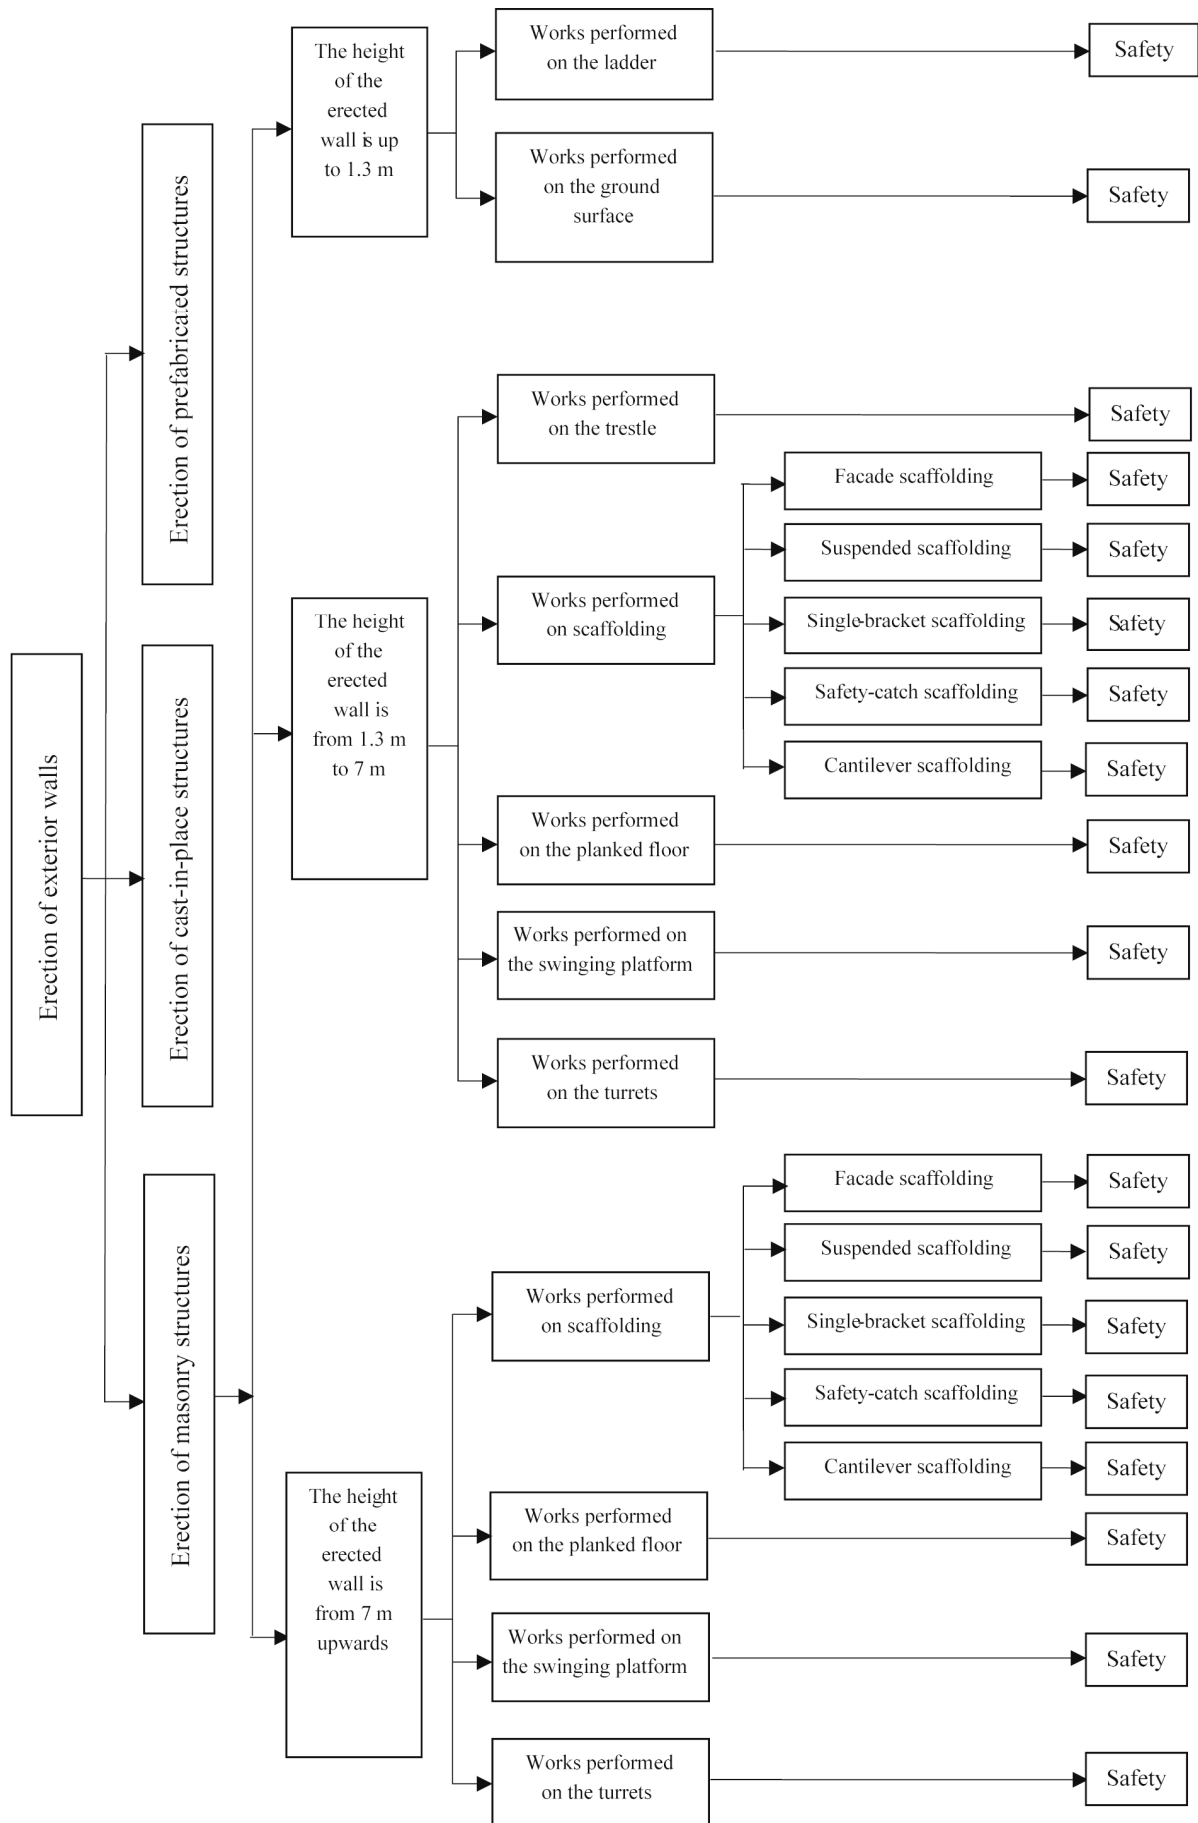 Erection of exterior walls
Erection of prefabricated structures
Erection of cast-in-place structures
Erection of masonry structures
The height
of the
erected
wall is up
to 1.3 m
Works performed
on the ladder
Safety
Works performed
on the ground
surface
Safety
The height
of the
erected
wall is
from 1.3 m
to 7 m
Works performed
on the trestle
Safety
Works performed
on scaffolding
Facade scaffolding
Safety
Suspended scaffolding
Safety
Single-bracket scaffolding
Safety
Safety-catch scaffolding
Safety
Cantilever scaffolding
Safety
Works performed
on the planked floor
Safety
Works performed on
the swinging platform
Safety
Works performed
on the turrets
Safety
The height
of the
erected
wall is
from 7 m
upwards
Works performed
on scaffolding
Facade scaffolding
Safety
Suspended scaffolding
Safety
Single-bracket scaffolding
Safety
Safety-catch scaffolding
Safety
Cantilever scaffolding
Safety
Works performed
on the planked floor
Safety
Works performed on
the swinging platform
Safety
Works performed
on the turrets
Safety